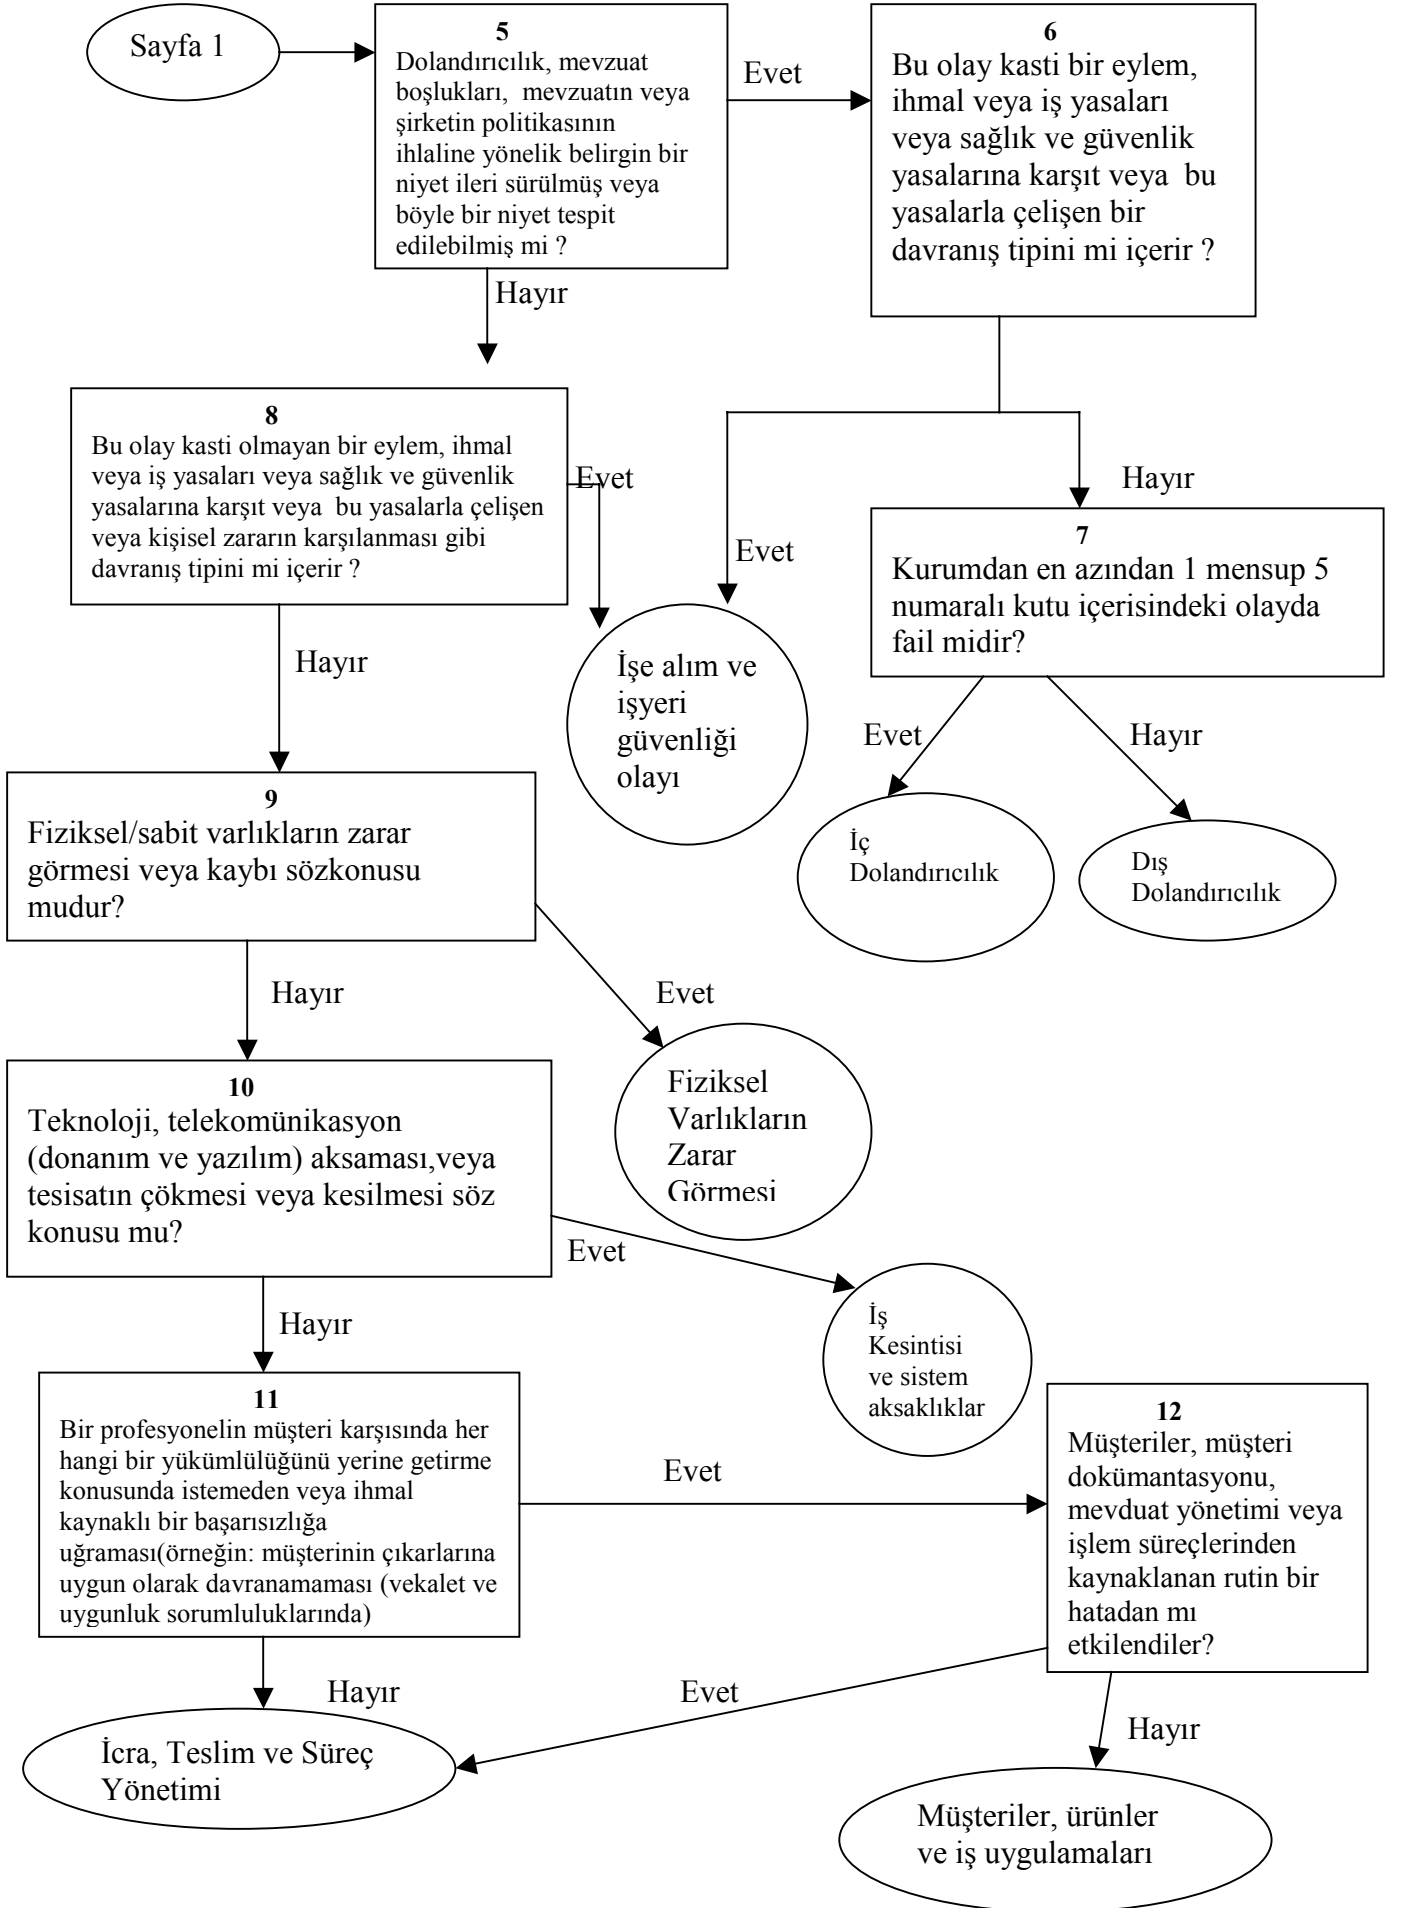 Sayfa 1
5
Dolandırıcılık, mevzuat
boşlukları,  mevzuatın veya
şirketin politikasının
ihlaline yönelik belirgin bir
niyet ileri sürülmüş veya
böyle bir niyet tespit
edilebilmiş mi ?
Evet
6
Bu olay kasti bir eylem,
ihmal veya iş yasaları
veya sağlık ve güvenlik
yasalarına karşıt veya  bu
yasalarla çelişen bir
davranış tipini mi içerir ?
Hayır
8
Bu olay kasti olmayan bir eylem, ihmal
veya iş yasaları veya sağlık ve güvenlik
yasalarına karşıt veya  bu yasalarla çelişen
veya kişisel zararın karşılanması gibi
davranış tipini mi içerir ?
Evet
Hayır
Evet
7
Kurumdan en azından 1 mensup 5
numaralı kutu içerisindeki olayda
fail midir?
Hayır
İşe alım ve
işyeri
güvenliği
olayı
Evet
Hayır
9
Fiziksel/sabit varlıkların zarar
görmesi veya kaybı sözkonusu
mudur?
İç
Dolandırıcılık
Dış
Dolandırıcılık
Hayır
Evet
10
Teknoloji, telekomünikasyon
(donanım ve yazılım) aksaması,veya
tesisatın çökmesi veya kesilmesi söz
konusu mu?
Fiziksel
Varlıkların
Zarar
Görmesi
Evet
Hayır
İş
Kesintisi
ve sistem
aksaklıklar
11
Bir profesyonelin müşteri karşısında her
hangi bir yükümlülüğünü yerine getirme
konusunda istemeden veya ihmal
kaynaklı bir başarısızlığa
uğraması(örneğin: müşterinin çıkarlarına
uygun olarak davranamaması (vekalet ve
uygunluk sorumluluklarında)
Evet
12
Müşteriler, müşteri
dokümantasyonu,
mevduat yönetimi veya
işlem süreçlerinden
kaynaklanan rutin bir
hatadan mı
etkilendiler?
Hayır
Evet
Hayır
İcra, Teslim ve Süreç
Yönetimi
Müşteriler, ürünler
ve iş uygulamaları